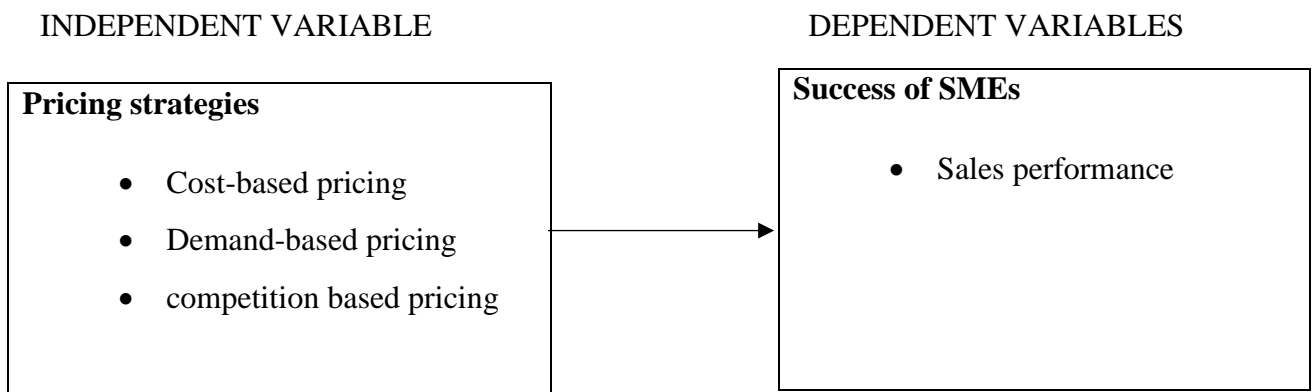 INDEPENDENT VARIABLE
DEPENDENT VARIABLES
Pricing strategies
• Cost-based pricing
• Demand-based pricing
• competition based pricing
Success of SMEs
• Sales performance